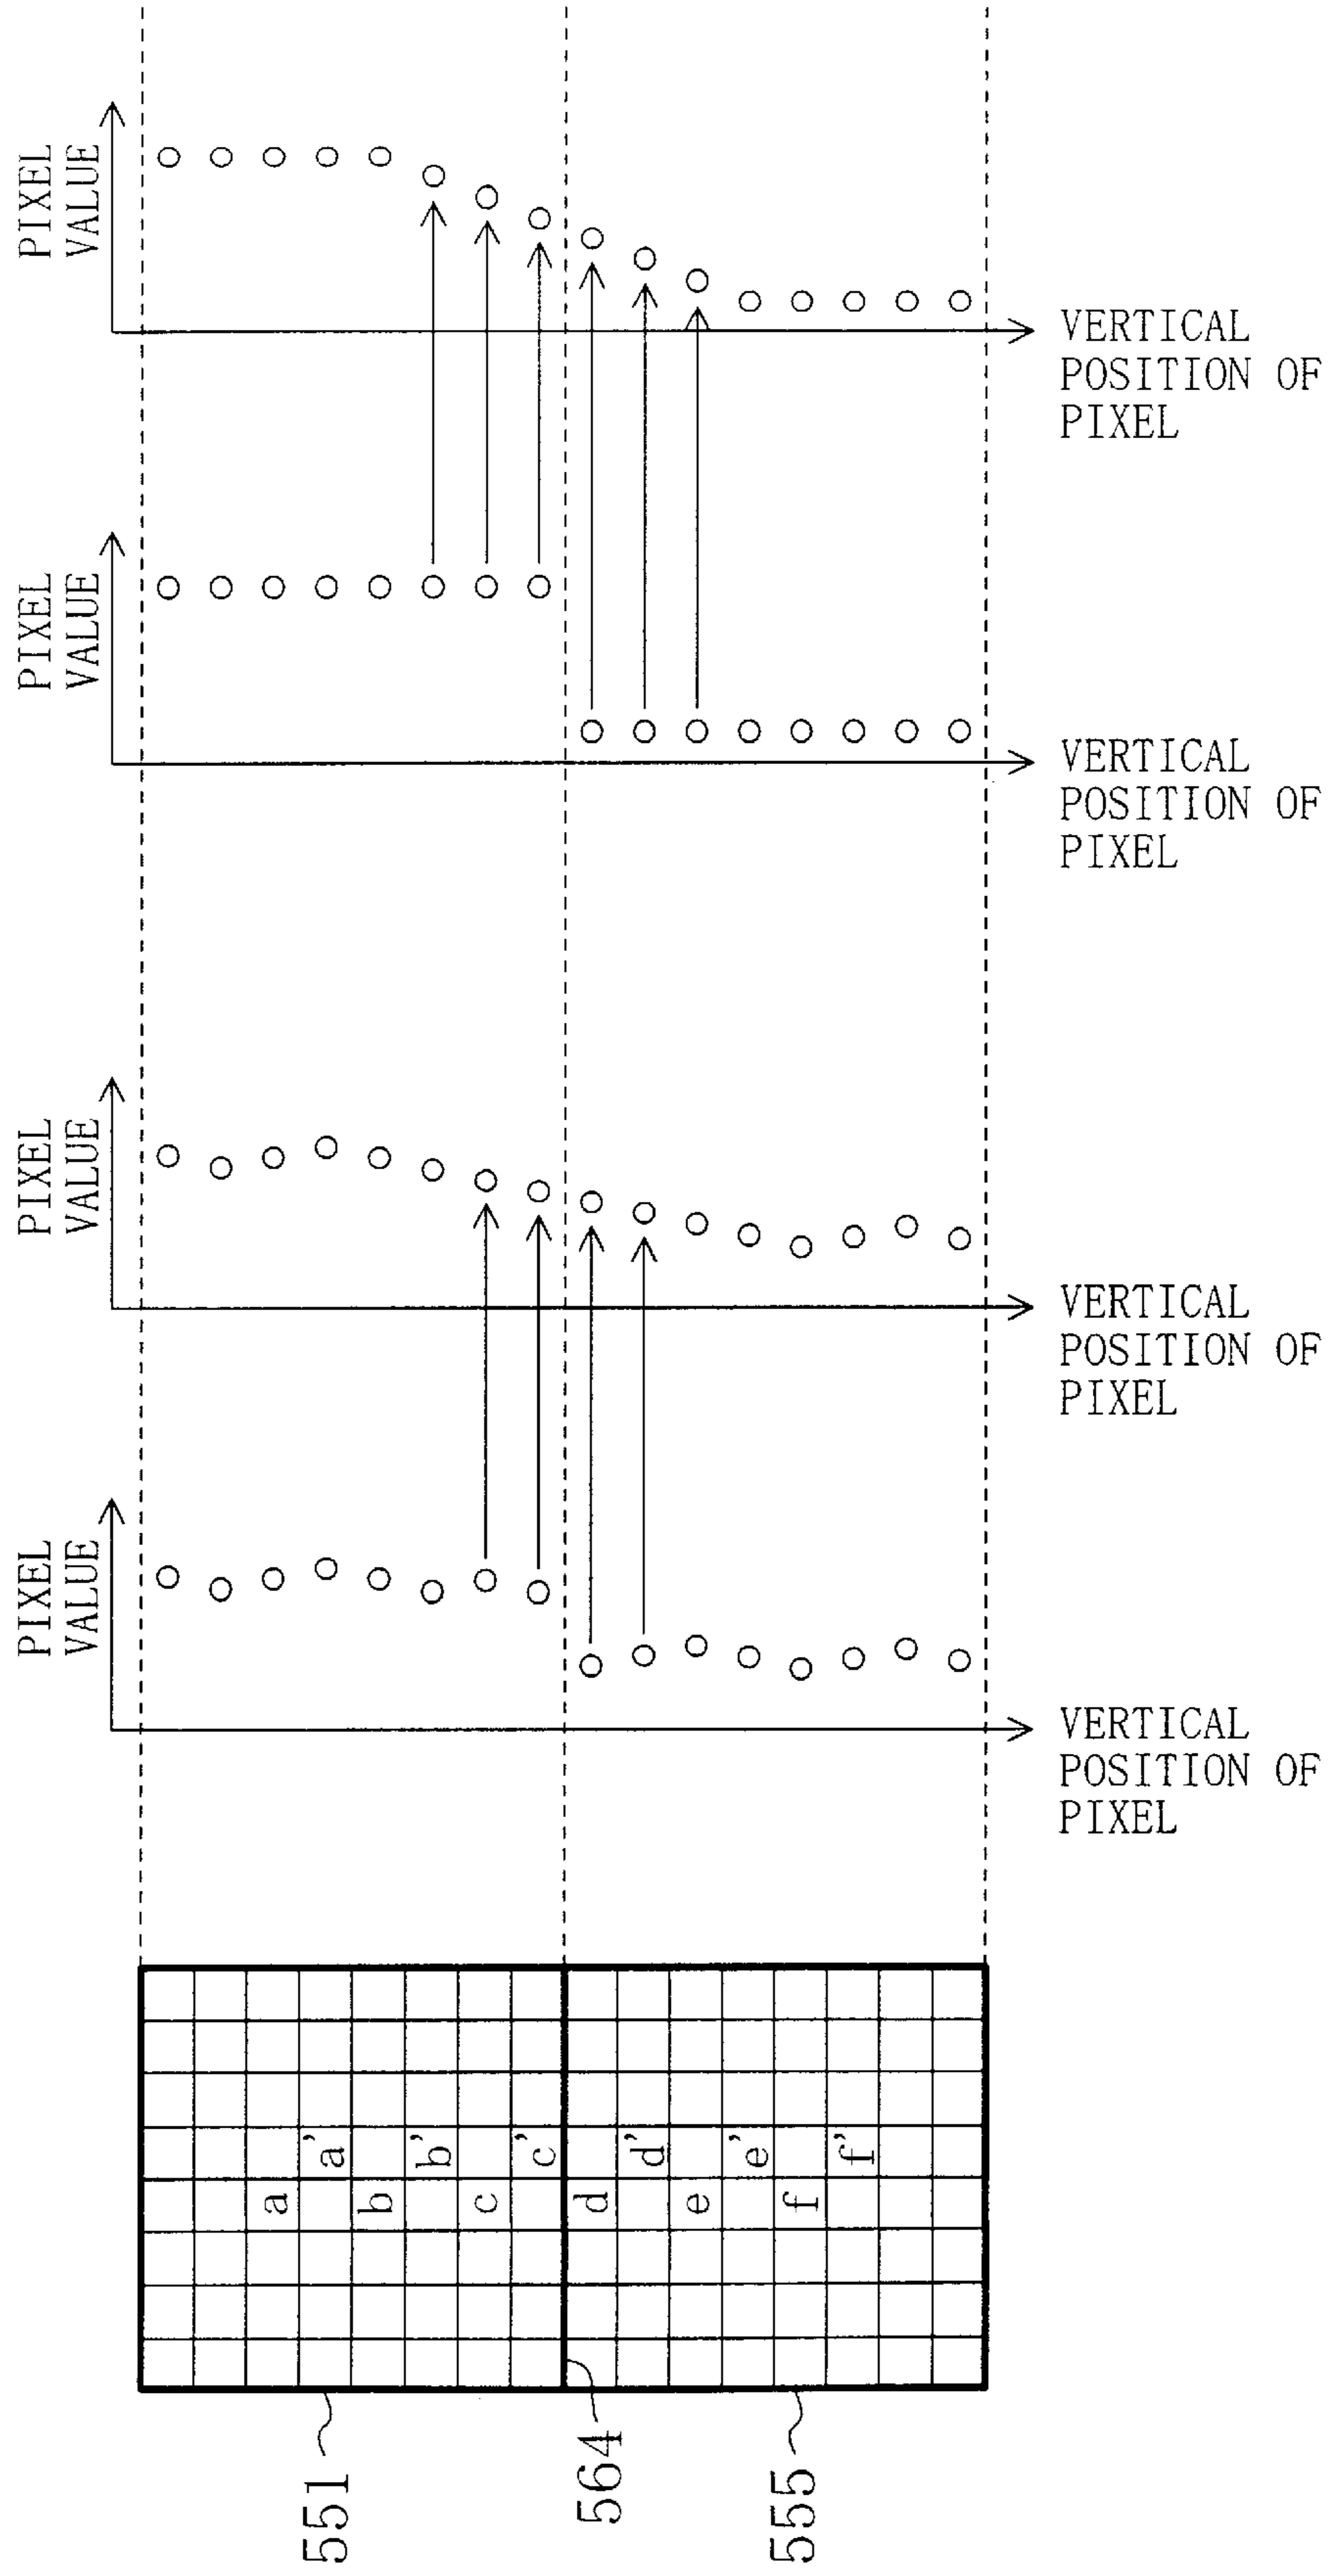 PIXEL
VALUE
VERTICAL
POSITION OF
PIXEL
PIXEL
VALUE
VERTICAL
POSITION OF
PIXEL
PIXEL
VALUE
VERTICAL
POSITION OF
PIXEL
PIXEL
VALUE
VERTICAL
POSITION OF
PIXEL
a
a'
b
b'
c
c'
d
d'
e
e'
f
f'
551
564
555